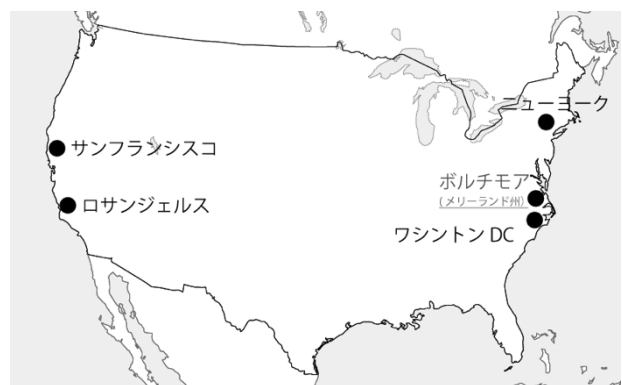 ニューヨーク
サンフランシスコ
ボルチモア
（メリーランド州）
ロサンジェルス
ワシントン DC